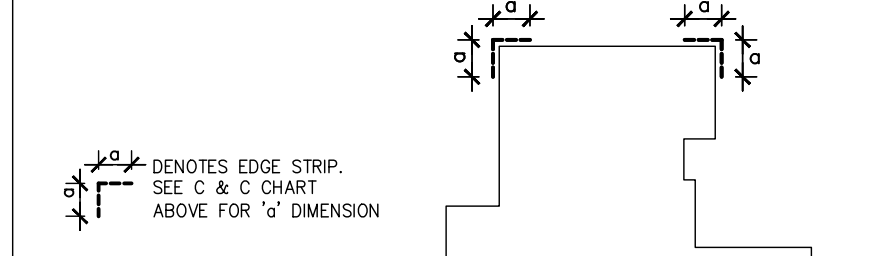 a
a
a
a
a
DENOTES EDGE STRIP.
a
SEE C & C CHART
ABOVE FOR 'a' DIMENSION